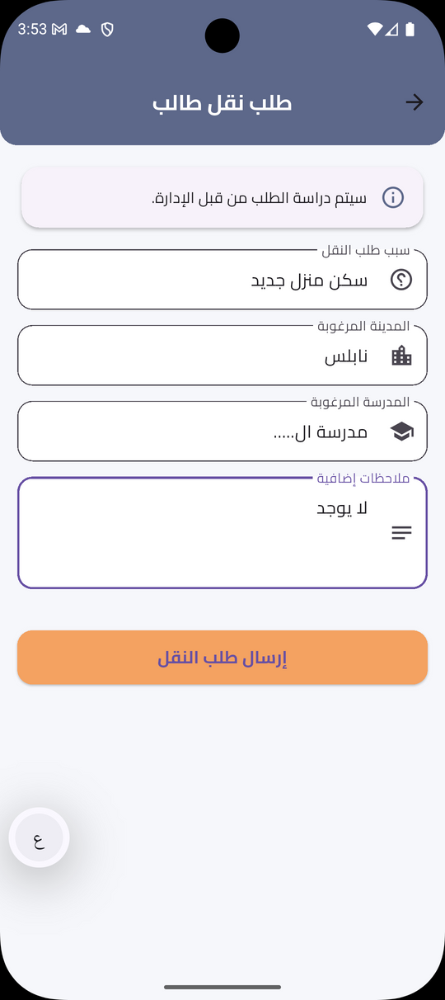 3:53
طلب نقل طالب
سيتم دراسة الطلب من قبل الإدارة.
سبب طلب النقل
سكن منزل جديد
المدينة المرغوبة
نابلس
المدرسة المرغوبة
مدرسة ال.....
ملاحظات إضافية
لا يوجد
إرسال طلب النقل
ع